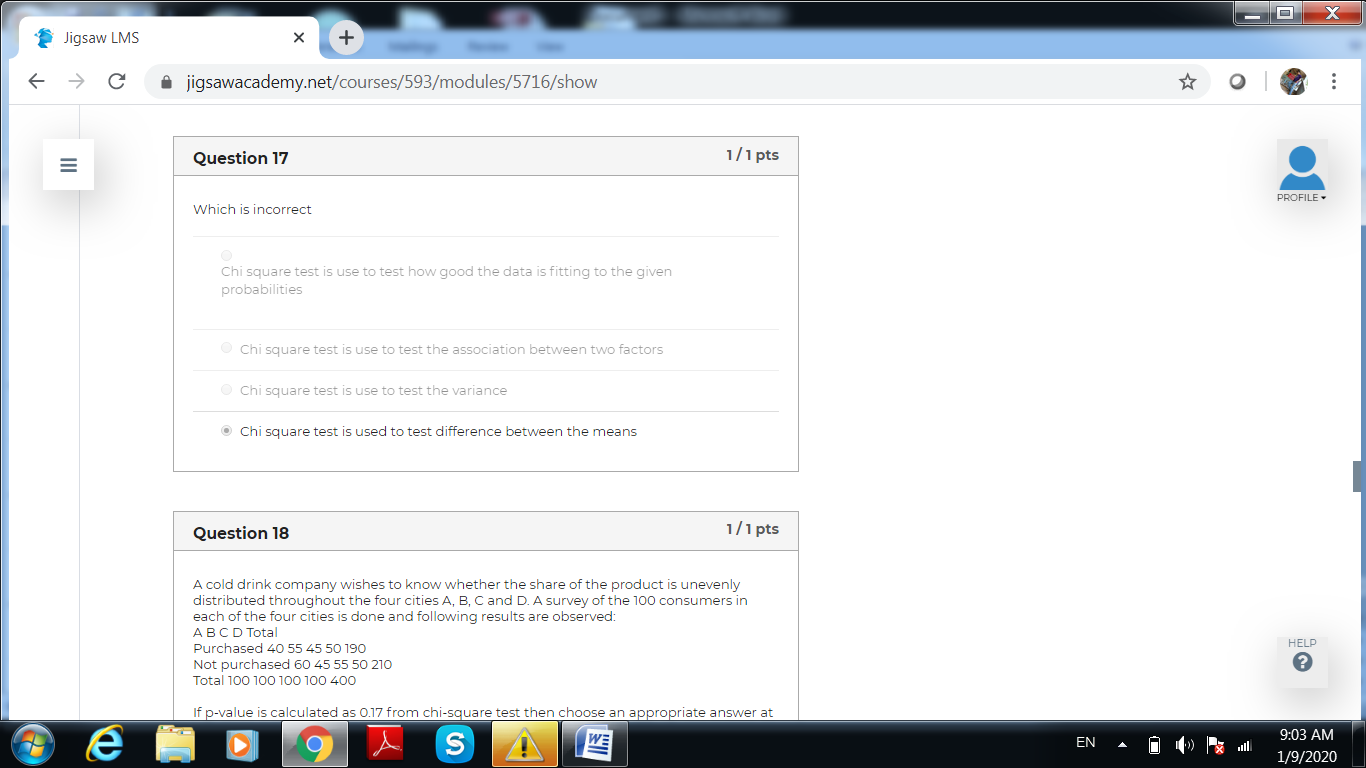 Jigsaw LMS
jigsawacademy.net/courses/593/modules/5716/show
PROFILE
Question 17
1 / 1 pts
Which is incorrect
Chi square test is use to test how good the data is fitting to the given
probabilities
Chi square test is use to test the association between two factors
Chi square test is use to test the variance
Chi square test is used to test difference between the means
Question 18
1 / 1 pts
A cold drink company wishes to know whether the share of the product is unevenly
distributed throughout the four cities A, B, C and D. A survey of the 100 consumers in
each of the four cities is done and following results are observed:
A B C D Total
Purchased 40 55 45 50 190
Not purchased 60 45 55 50 210
Total 100 100 100 100 400
If p-value is calculated as 0.17 from chi-square test then choose an appropriate answer at
HELP
EN
9:03 AM
1/9/2020